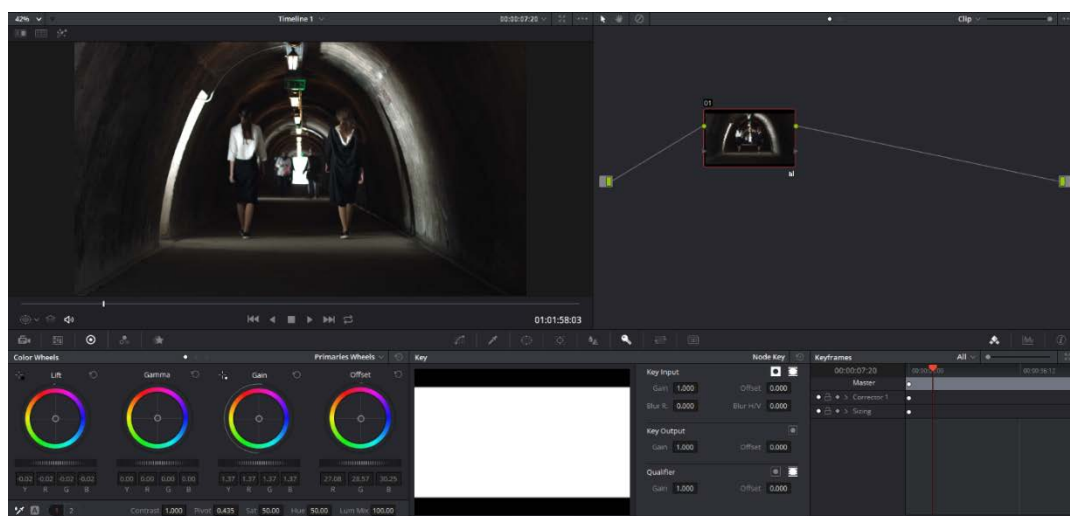 42% Timeline 1 00:00:07:20 Clip
01
01:01:58:03
Color Wheels Primaries Wheels Key Node Key Keyframes All
Lift Gamma Gain Offset
Key Input
Gain 1.000 Offset 0.000
Blur R. 0.000 Blur H/V 0.000
Key Output
Gain 1.000 Offset 0.000
Qualifier
Gain 1.000 Offset 0.000
00:00:07:20
Master
Corrector 1
Sizing
-0.02 -0.02 -0.02 -0.02 0.00 0.00 0.00 0.00 1.37 1.37 1.37 1.37 27.08 28.57 30.25
Y R G B Y R G B Y R G B R G B
A 1 2 Contrast 1.000 Pivot 0.435 Sat 50.00 Hue 50.00 Lum Mix 100.00